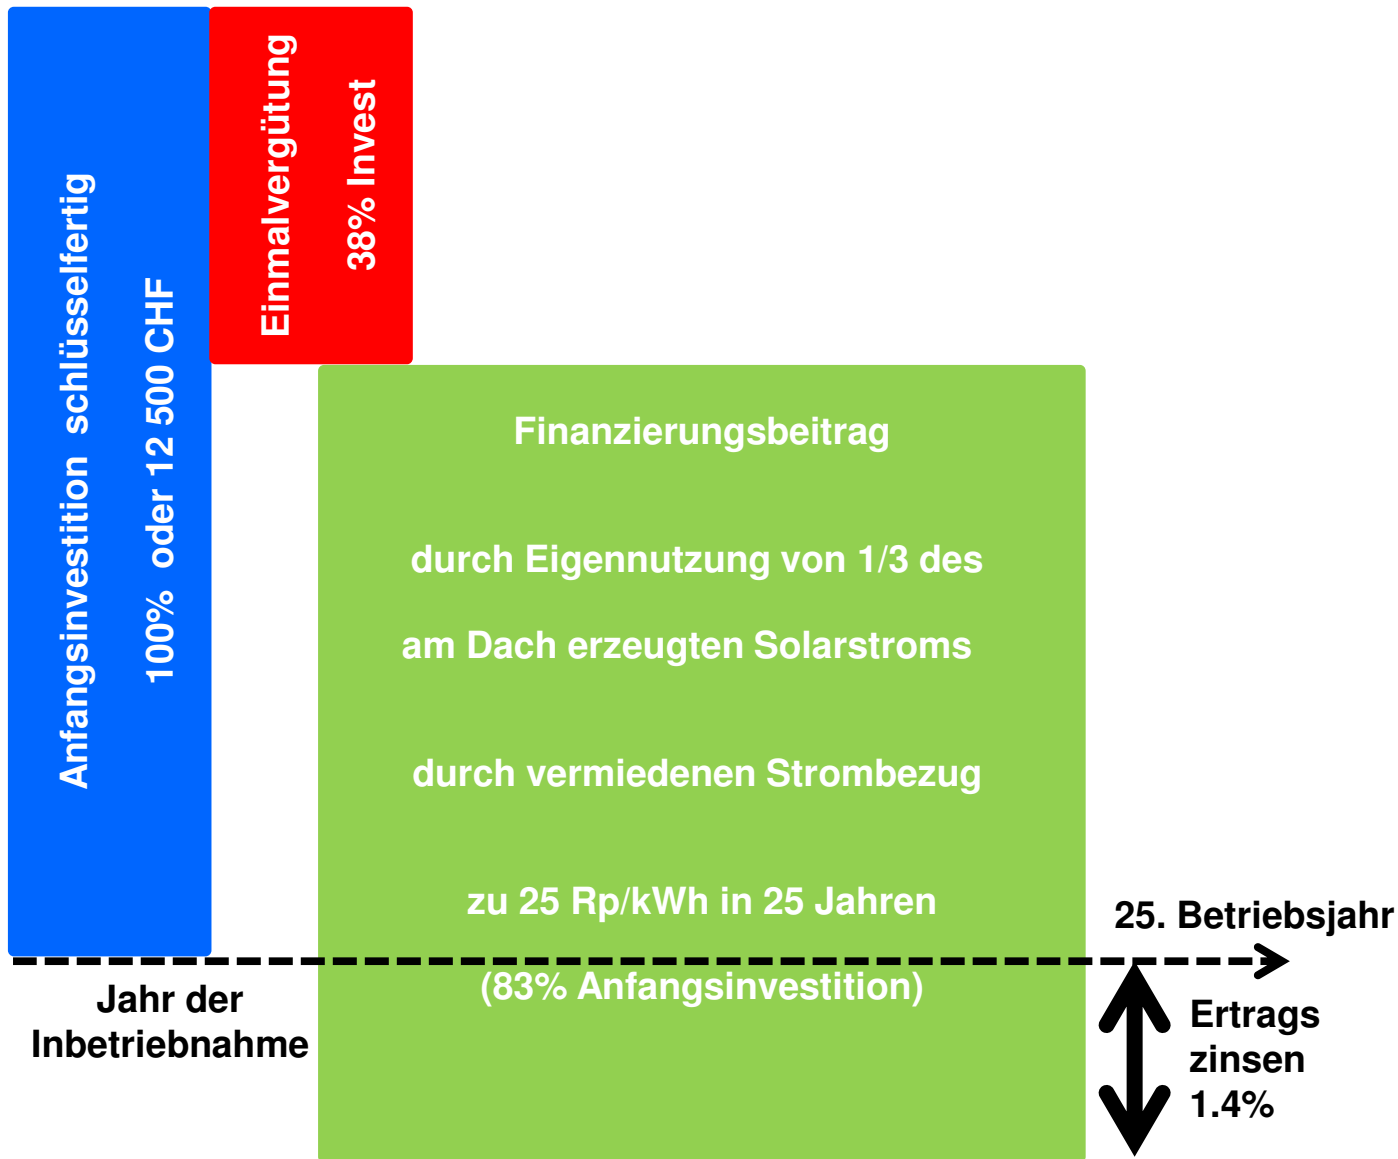 Anfangsinvestition schlüsselfertig
100% oder 12 500 CHF
Einmalvergütung
38% Invest
Finanzierungsbeitrag
durch Eigennutzung von 1/3 des
am Dach erzeugten Solarstroms
durch vermiedenen Strombezug
zu 25 Rp/kWh in 25 Jahren
(83% Anfangsinvestition)
25. Betriebsjahr
Jahr der
Inbetriebnahme
Ertrags
zinsen
1.4%